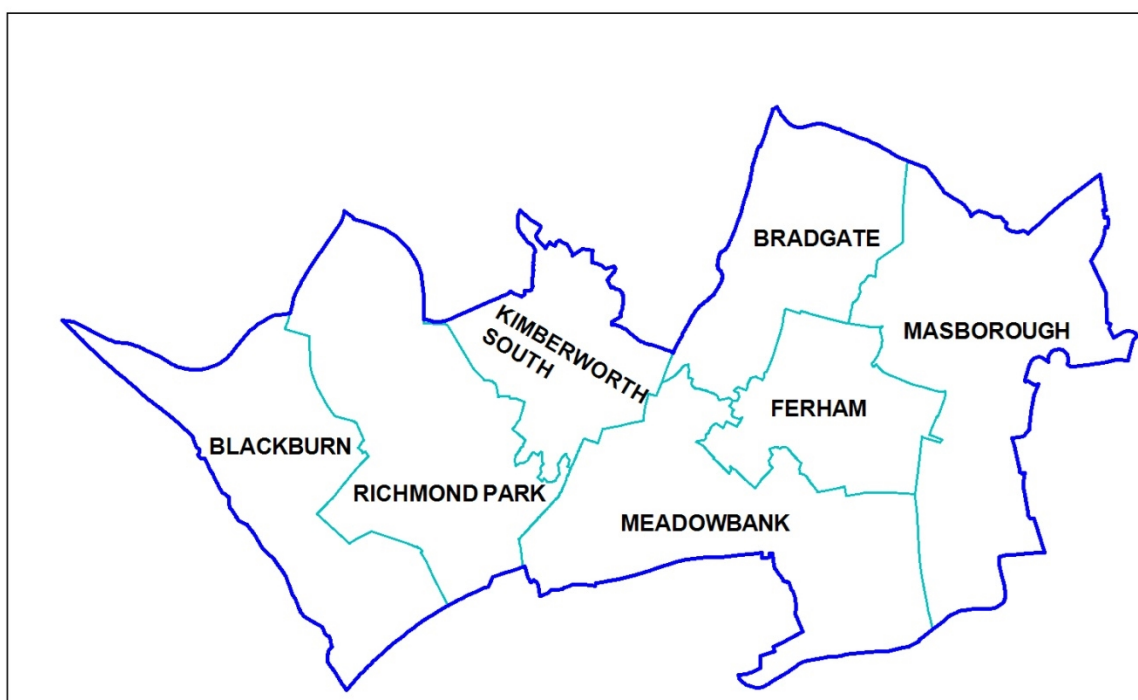 BRADGATE
MASBOROUGH
KIMBERWORTH
SOUTH
FERHAM
BLACKBURN
RICHMOND PARK
MEADOWBANK